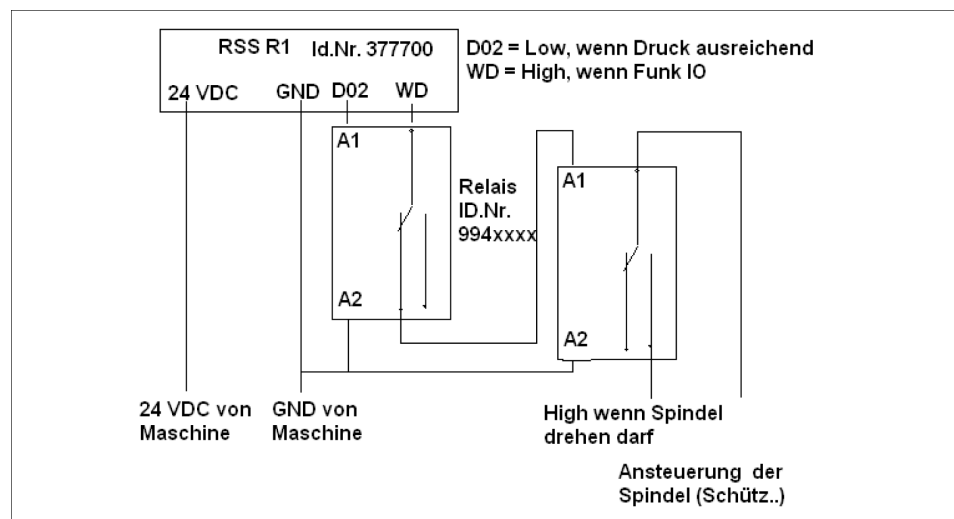 RSS R1 Id.Nr. 377700
D02 = Low, wenn Druck ausreichend
WD = High, wenn Funk IO
24 VDC GND D02 WD
A1
A1
Relais
ID.Nr.
994xxxx
A2
A2
24 VDC von
Maschine
GND von
Maschine
High wenn Spindel
drehen darf
Ansteuerung der
Spindel (Schütz..)